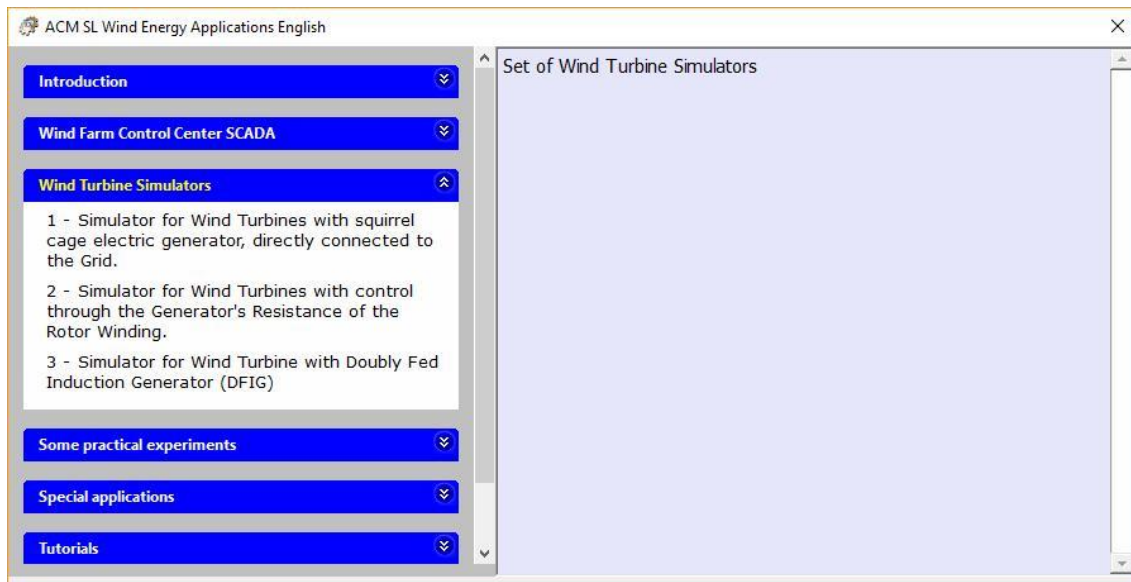 ACM SL Wind Energy Applications English
Introduction
Wind Farm Control Center SCADA
Wind Turbine Simulators
1 - Simulator for Wind Turbines with squirrel
cage electric generator, directly connected to
the Grid.
2 - Simulator for Wind Turbines with control
through the Generator's Resistance of the
Rotor Winding.
3 - Simulator for Wind Turbine with Doubly Fed
Induction Generator (DFIG)
Some practical experiments
Special applications
Tutorials
Set of Wind Turbine Simulators